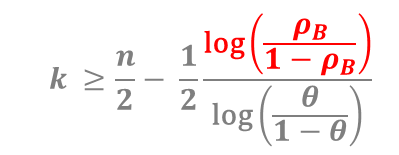 k ≥ n/2 − 1/2 log(ρ_B/(1 − ρ_B))/log(θ/(1 − θ))